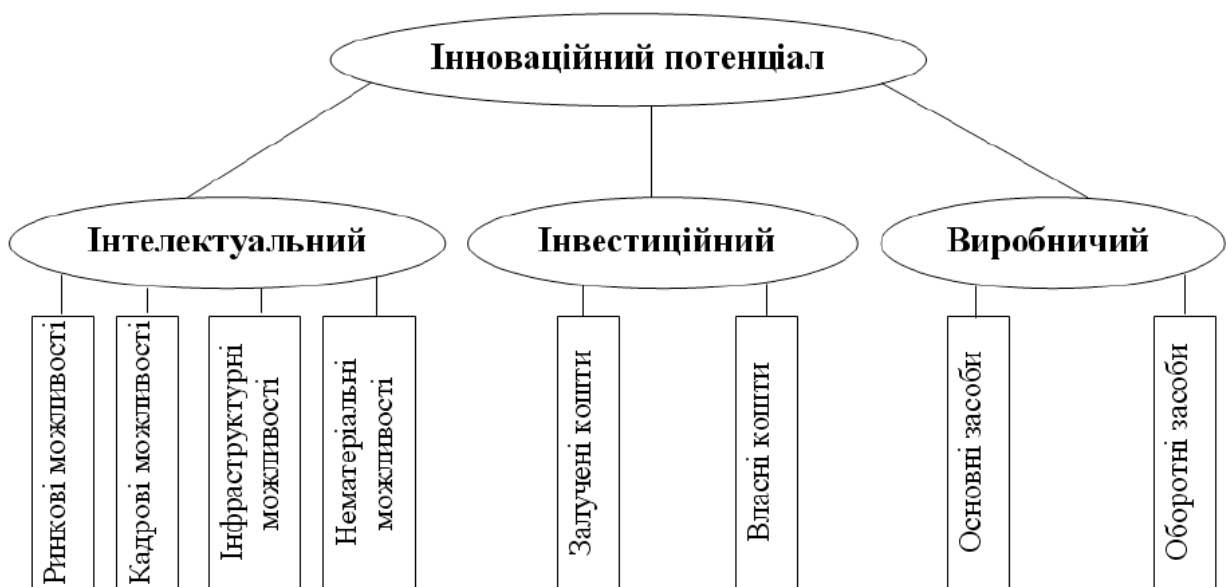 Інноваційний потенціал
Інтелектуальний
Інвестиційний
Виробничий
Ринкові можливості
Кадрові можливості
Інфраструктурні
можливості
Нематеріальні
можливості
Залучені кошти
Власні кошти
Основні засоби
Оборотні засоби